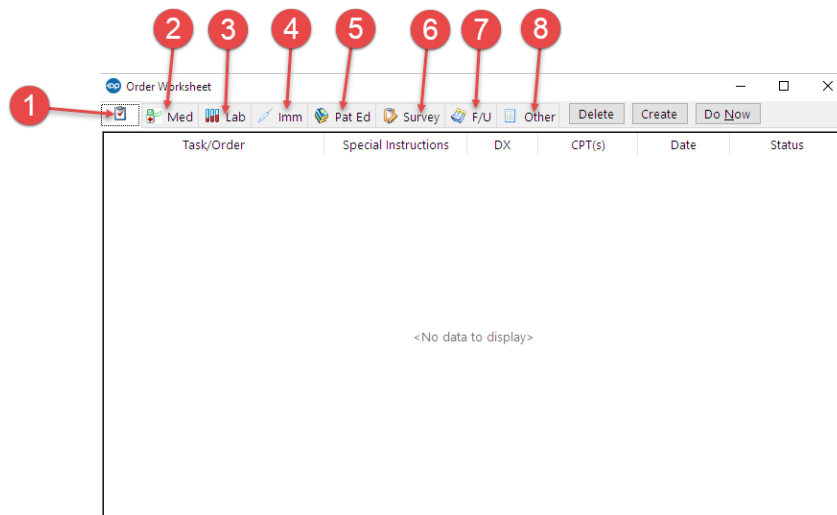 1 2 3 4 5 6 7 8
op Order Worksheet
Med Lab Imm Pat Ed Survey F/U Other Delete Create Do Now
Task/Order Special Instructions DX CPT(s) Date Status
<No data to display>